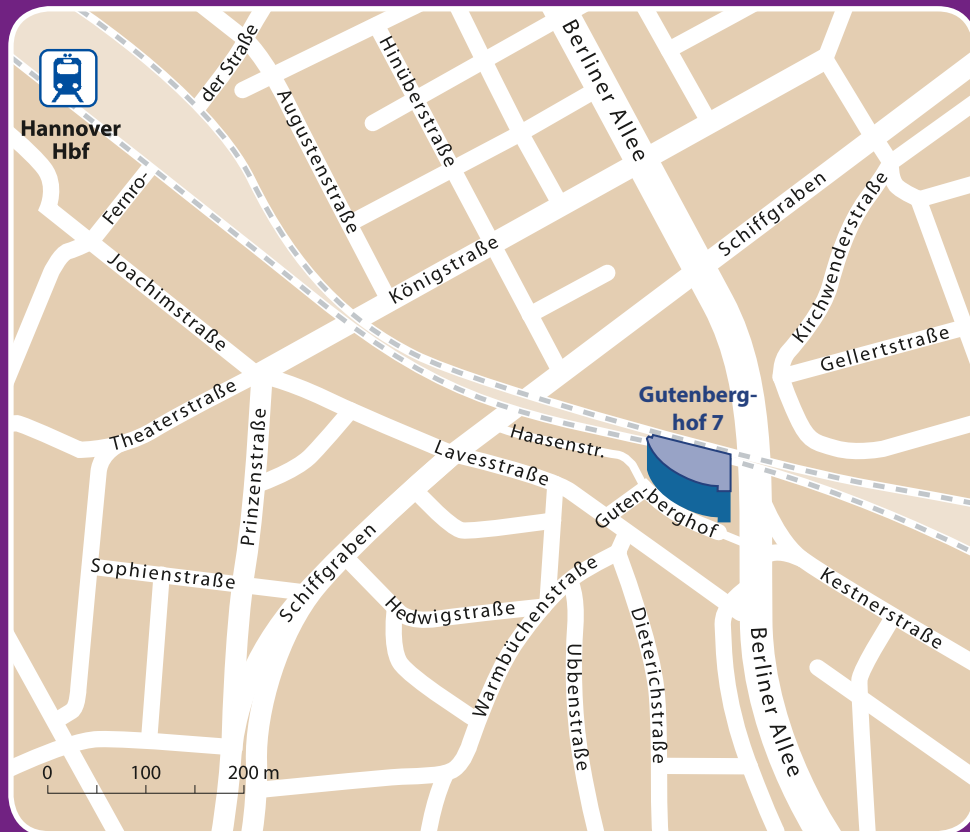 der Straße
Hinüberstraße
Berliner Allee
Augustenstraße
Hannover
Hbf
Fernro-
Schiffgraben
Kirchwenderstraße
Königstraße
Joachimstraße
Gellertstraße
Theaterstraße
Gutenberg-
hof 7
Prinzenstraße
Haasenstr.
Lavesstraße
Guten-
berghof
Sophienstraße
Schiffgraben
Hedwigstraße
Warmbüchenstraße
Kestnerstraße
Dieterichstraße
Ubbenstraße
Berliner Allee
0 100 200 m